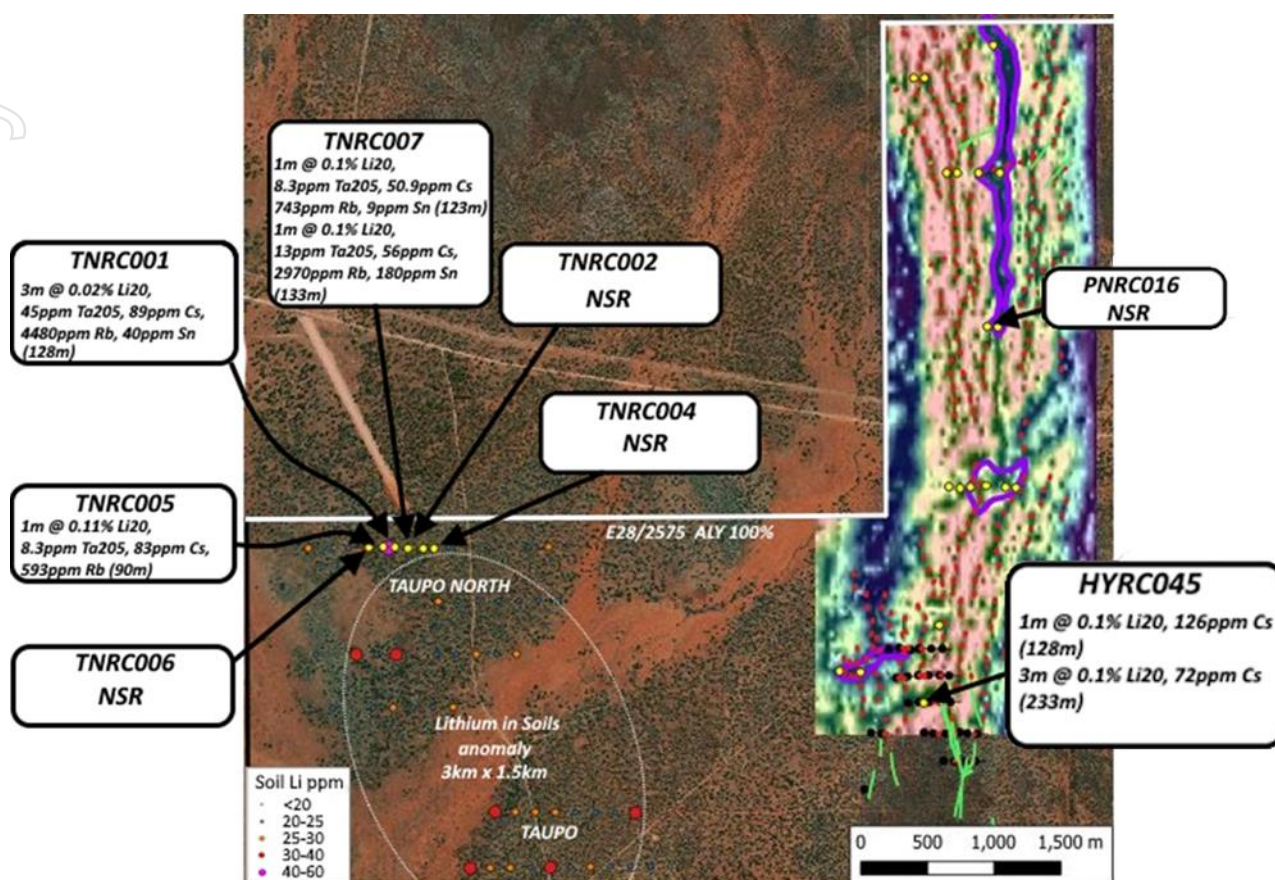 TNRC007
1m @ 0.1% Li20,
8.3ppm Ta205, 50.9ppm Cs
743ppm Rb, 9ppm Sn (123m)
1m @ 0.1% Li20,
13ppm Ta205, 56ppm Cs,
2970ppm Rb, 180ppm Sn
(133m)
TNRC001
3m @ 0.02% Li20,
45ppm Ta205, 89ppm Cs,
4480ppm Rb, 40ppm Sn
(128m)
TNRC002
NSR
PNRC016
NSR
TNRC004
NSR
TNRC005
1m @ 0.11% Li20,
8.3ppm Ta205, 83ppm Cs,
593ppm Rb (90m)
E28/2575 ALY 100%
TAUPO NORTH
TNRC006
NSR
HYRC045
1m @ 0.1% Li20, 126ppm Cs
(128m)
3m @ 0.1% Li20, 72ppm Cs
(233m)
Lithium in Soils
anomaly
3km x 1.5km
TAUPO
Soil Li ppm
<20
20-25
25-30
30-40
40-60
0 500 1,000 1,500 m